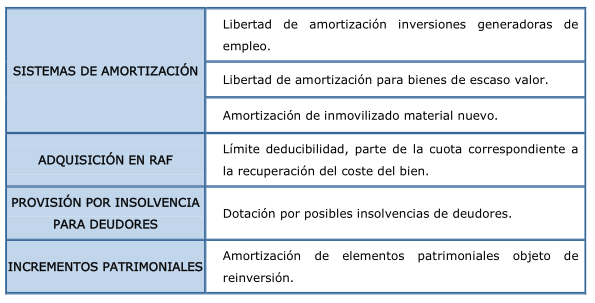 SISTEMAS DE AMORTIZACIÓN
Libertad de amortización inversiones generadoras de
empleo.
Libertad de amortización para bienes de escaso valor.
Amortización de inmovilizado material nuevo.
ADQUISICIÓN EN RAF
Límite deducibilidad, parte de la cuota correspondiente a
la recuperación del coste del bien.
PROVISIÓN POR INSOLVENCIA
PARA DEUDORES
Dotación por posibles insolvencias de deudores.
INCREMENTOS PATRIMONIALES
Amortización de elementos patrimoniales objeto de
reinversión.